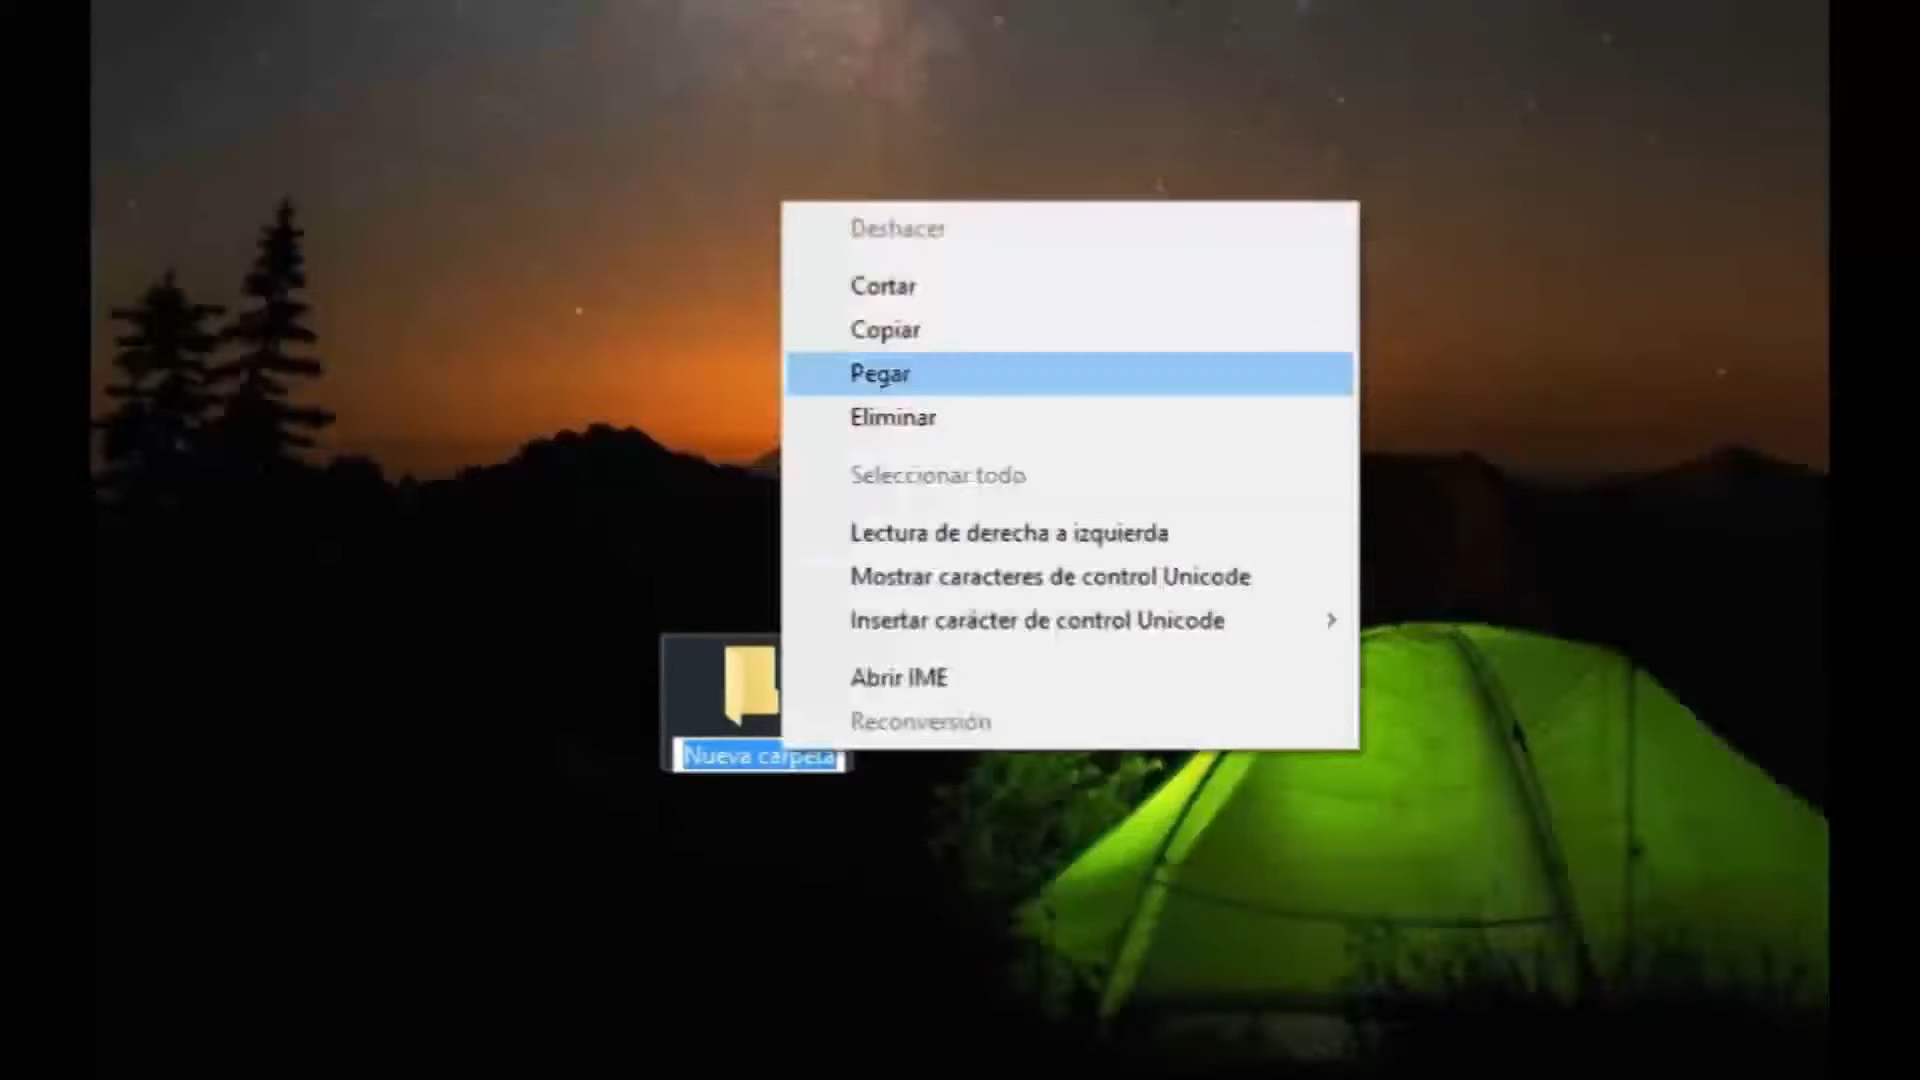 Deshacer
Cortar
Copiar
Pegar
Eliminar
Seleccionar todo
Lectura de derecha a izquierda
Mostrar caracteres de control Unicode
Insertar carácter de control Unicode
Abrir IME
Reconversión
Nueva carpeta